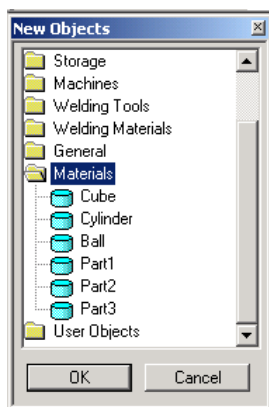 New Objects
Storage
Machines
Welding Tools
Welding Materials
General
Materials
Cube
Cylinder
Ball
Part1
Part2
Part3
User Objects
OK Cancel